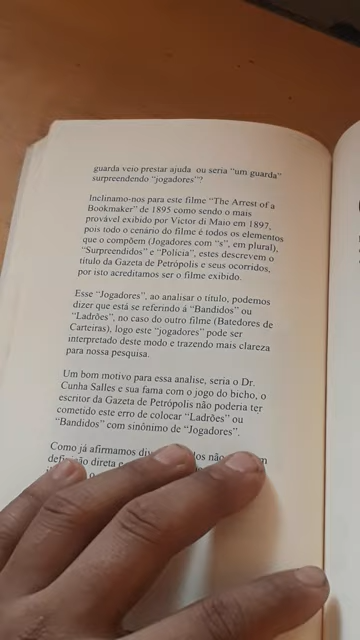 guarda veio prestar ajuda ou seria "um guarda"
surpreendendo "jogadores"?
Inclinamo-nos para este filme "The Arrest of a
Bookmaker" de 1895 como sendo o mais
provável exibido por Victor di Maio em 1897,
pois todo o cenário do filme é todos os elementos
que o compõem (Jogadores com "s", em plural),
"Surpreendidos" e "Polícia", estes descrevem o
título da Gazeta de Petrópolis e seus ocorridos,
por isto acreditamos ser o filme exibido.
Esse "Jogadores", ao analisar o título, podemos
dizer que está se referindo á "Bandidos" ou
"Ladrões", no caso do outro filme (Batedores de
Carteiras), logo este "jogadores" pode ser
interpretado deste modo e trazendo mais clareza
para nossa pesquisa.
Um bom motivo para essa analise, seria o Dr.
Cunha Salles e sua fama com o jogo do bicho, o
escritor da Gazeta de Petrópolis não poderia ter
cometido este erro de colocar "Ladrões" ou
"Bandidos" com sinônimo de "Jogadores".
Como já afirmamos não
definição direta